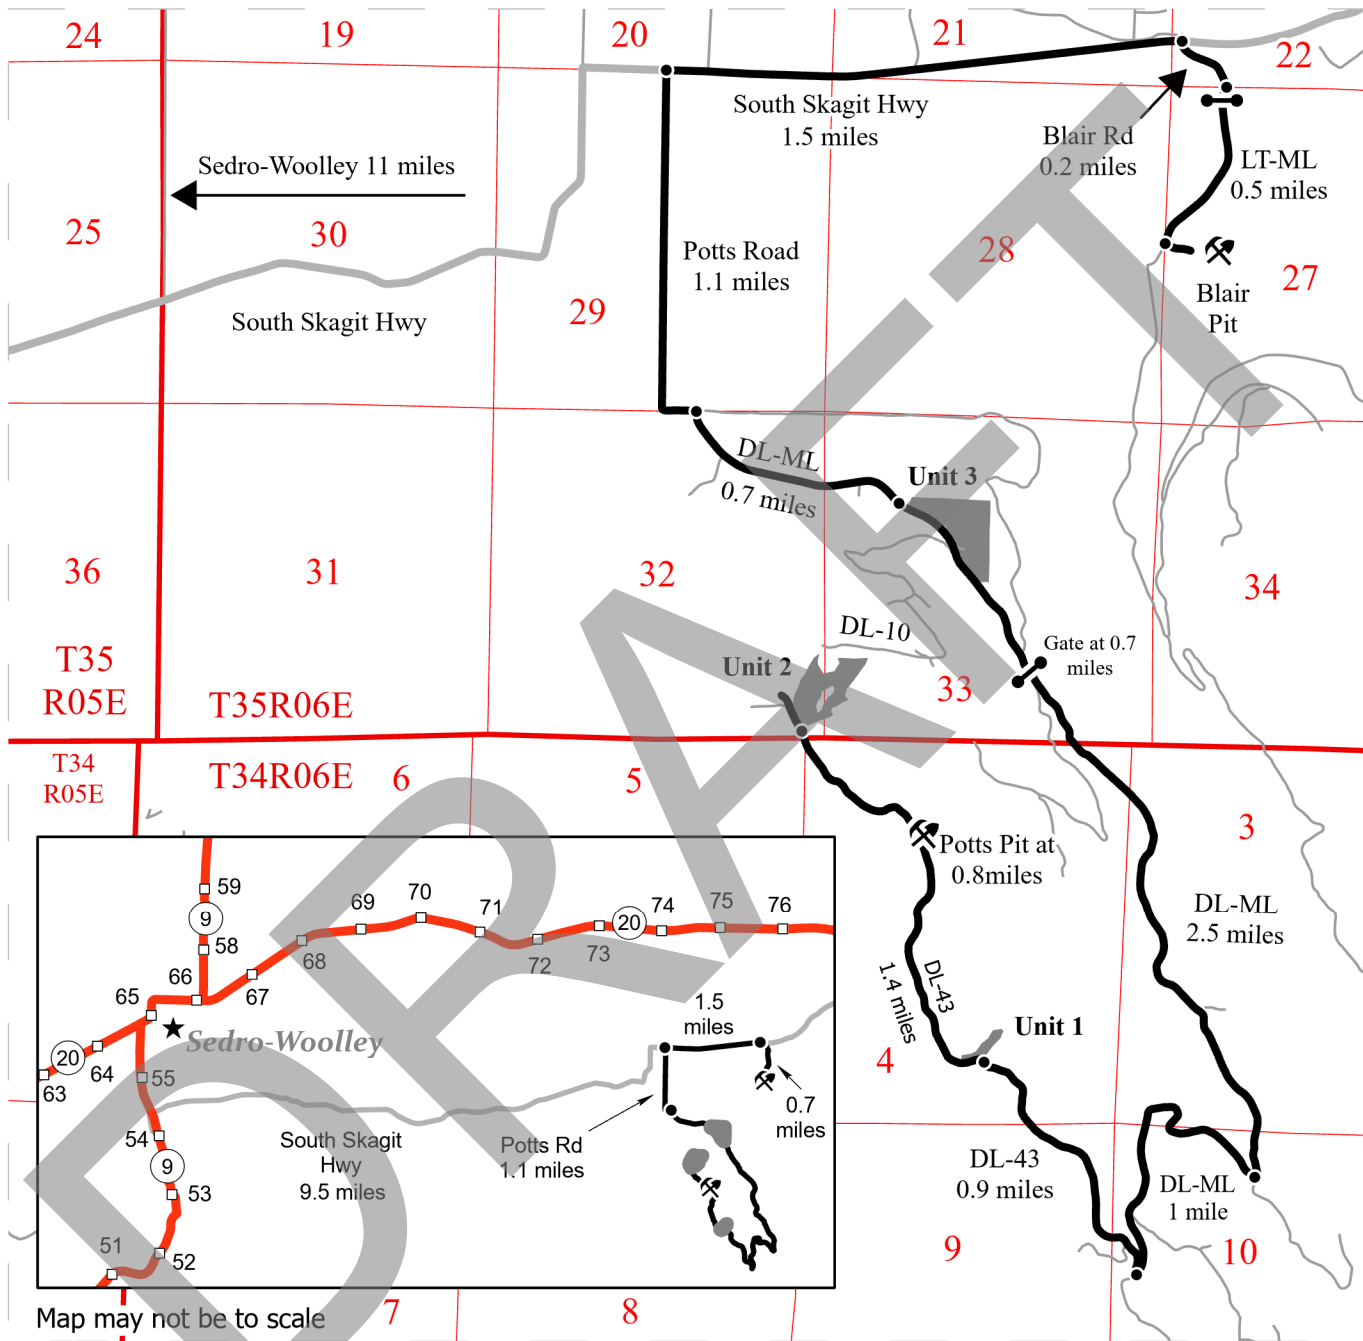 24
19
20
21
22
South Skagit Hwy
1.5 miles
Blair Rd
0.2 miles
LT-ML
0.5 miles
Sedro-Woolley 11 miles
25
30
28
27
Potts Road
1.1 miles
Blair
Pit
29
South Skagit Hwy
DL-ML
0.7 miles
Unit 3
36
31
32
34
DL-10
Gate at 0.7
miles
T35
R05E
T35R06E
Unit 2
33
T34
R05E
T34R06E
6
5
3
Potts Pit at
0.8miles
DL-ML
2.5 miles
DL-43
1.4 miles
Unit 1
4
DL-43
0.9 miles
DL-ML
1 mile
9
10
7
8
59
9
58
66
65
67
68
69
70
71
72
73
20
74
75
76
Sedro-Woolley
20
64
63
55
54
9
53
52
51
1.5
miles
0.7
miles
South Skagit
Hwy
9.5 miles
Potts Rd
1.1 miles
Map may not be to scale
DRAFT